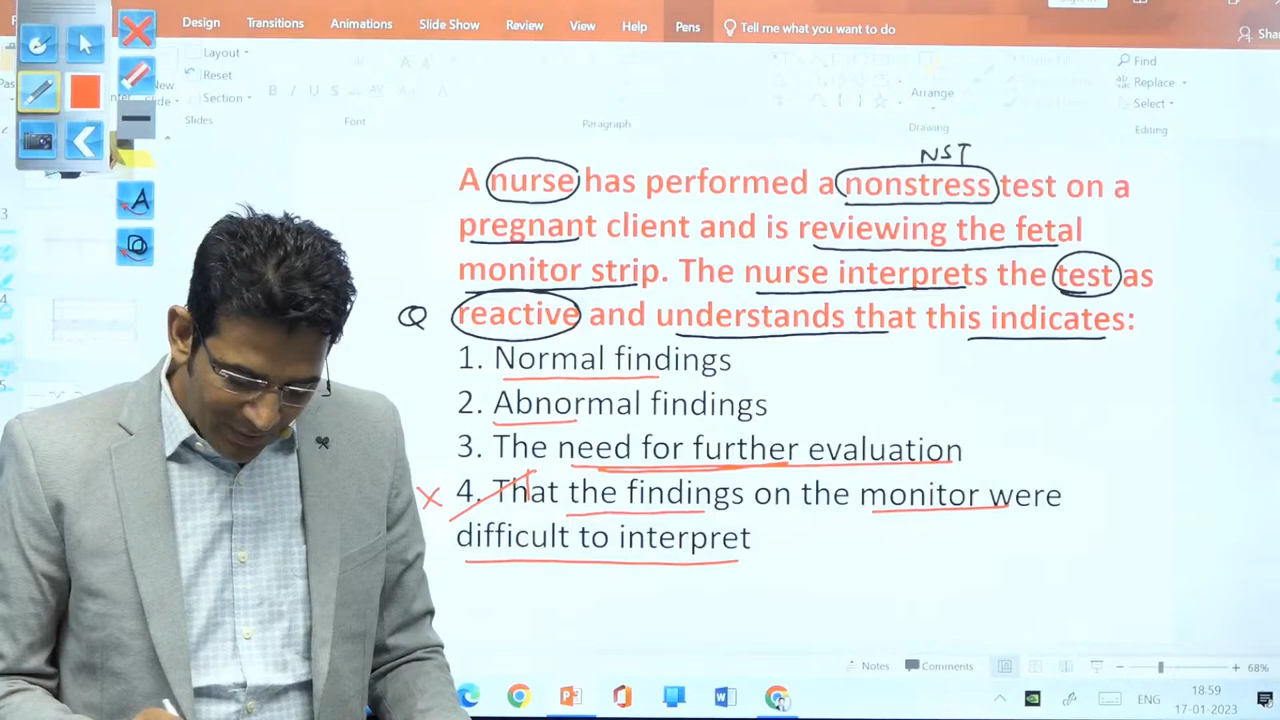 Design Transitions Animations Slide Show Review View Help Pens Tell me what you want to do
Layout
Reset
Section
Slides Font Paragraph Drawing Editing
Arrange
Find
Replace
Select
NST
A nurse has performed a nonstress test on a
pregnant client and is reviewing the fetal
monitor strip. The nurse interprets the test as
Q reactive and understands that this indicates:
1. Normal findings
2. Abnormal findings
3. The need for further evaluation
X 4. That the findings on the monitor were
difficult to interpret
Notes Comments 68%
ENG 18:59
17-01-2023